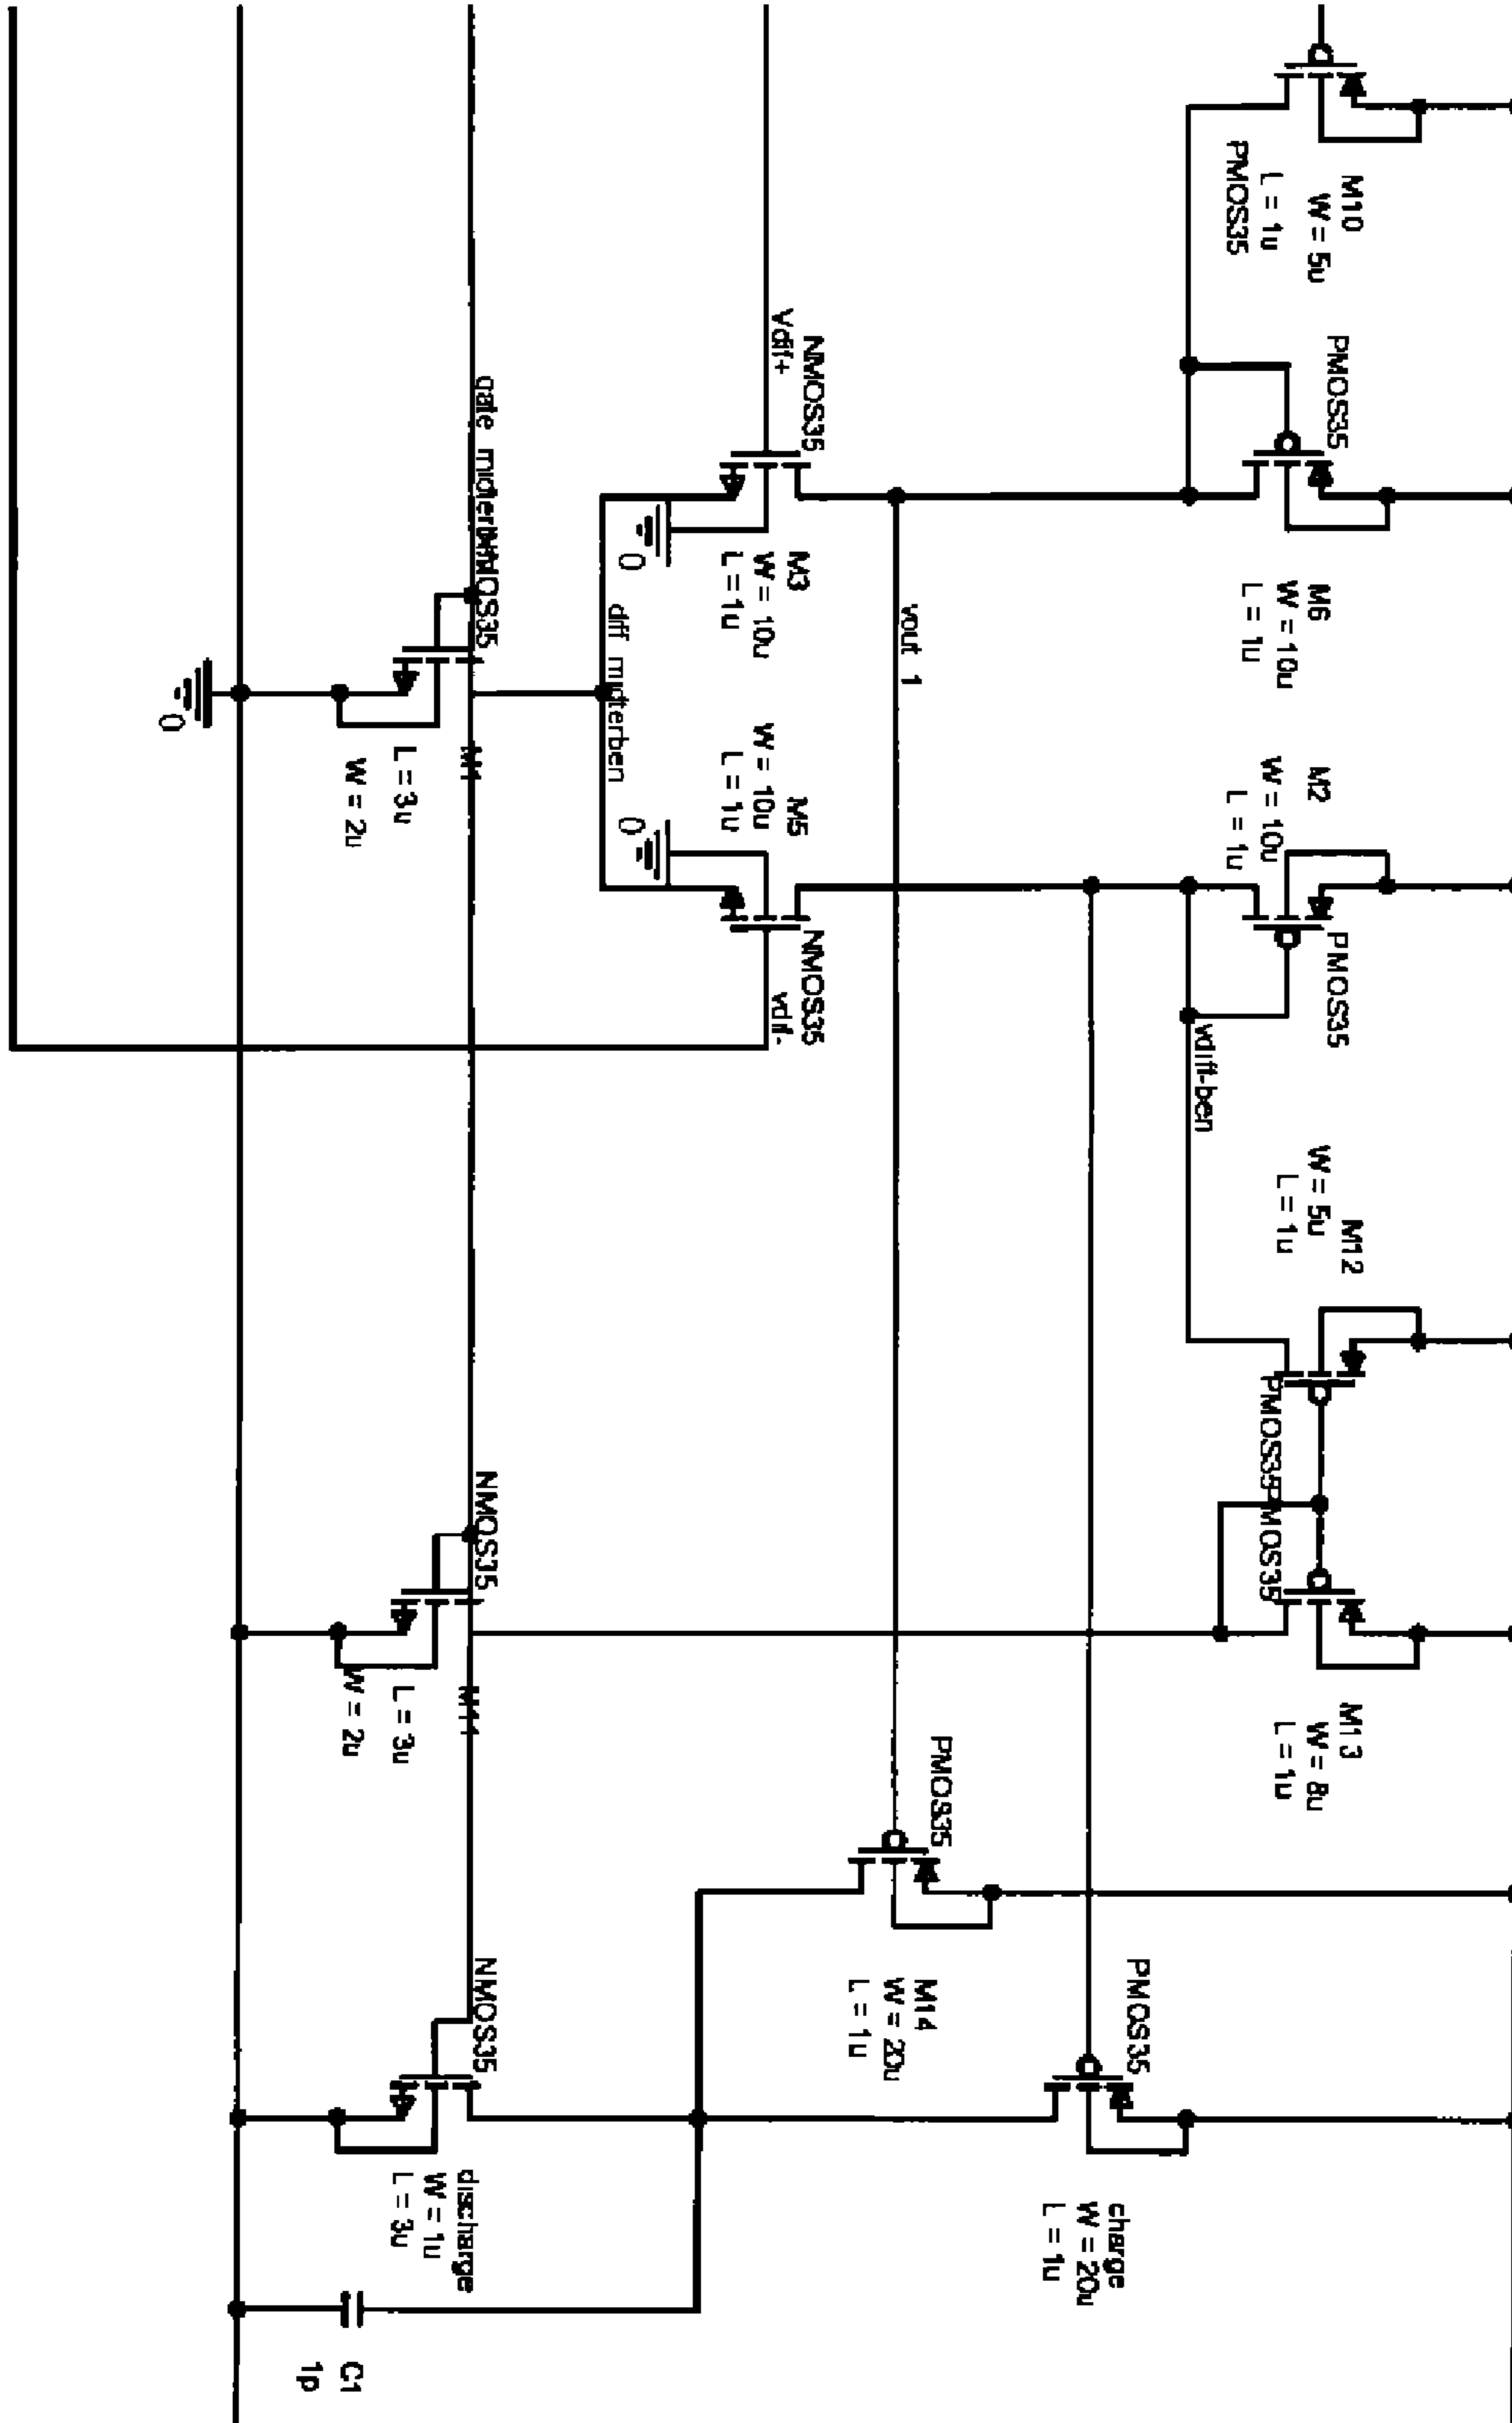 M10
W = 5u
L = 1u
PMOS35
PMOS35
M6
W = 10u
L = 1u
M2
W = 10u
L = 1u
PMOS35
vdiff-ben
M12
W = 5u
L = 1u
PMOS35
PMOS35
M13
W = 8u
L = 1u
NMOS35
Vdif+
M3
W = 10u
L = 1u
0
vout 1
diff midterben
M5
W = 10u
L = 1u
0
NMOS35
vdif-
gate midterben
NMOS35
M1
L = 3u
W = 2u
0
NMOS35
M11
L = 3u
W = 2u
PMOS35
M14
W = 20u
L = 1u
PMOS35
charge
W = 20u
L = 1u
NMOS35
discharge
W = 1u
L = 3u
C1
1p